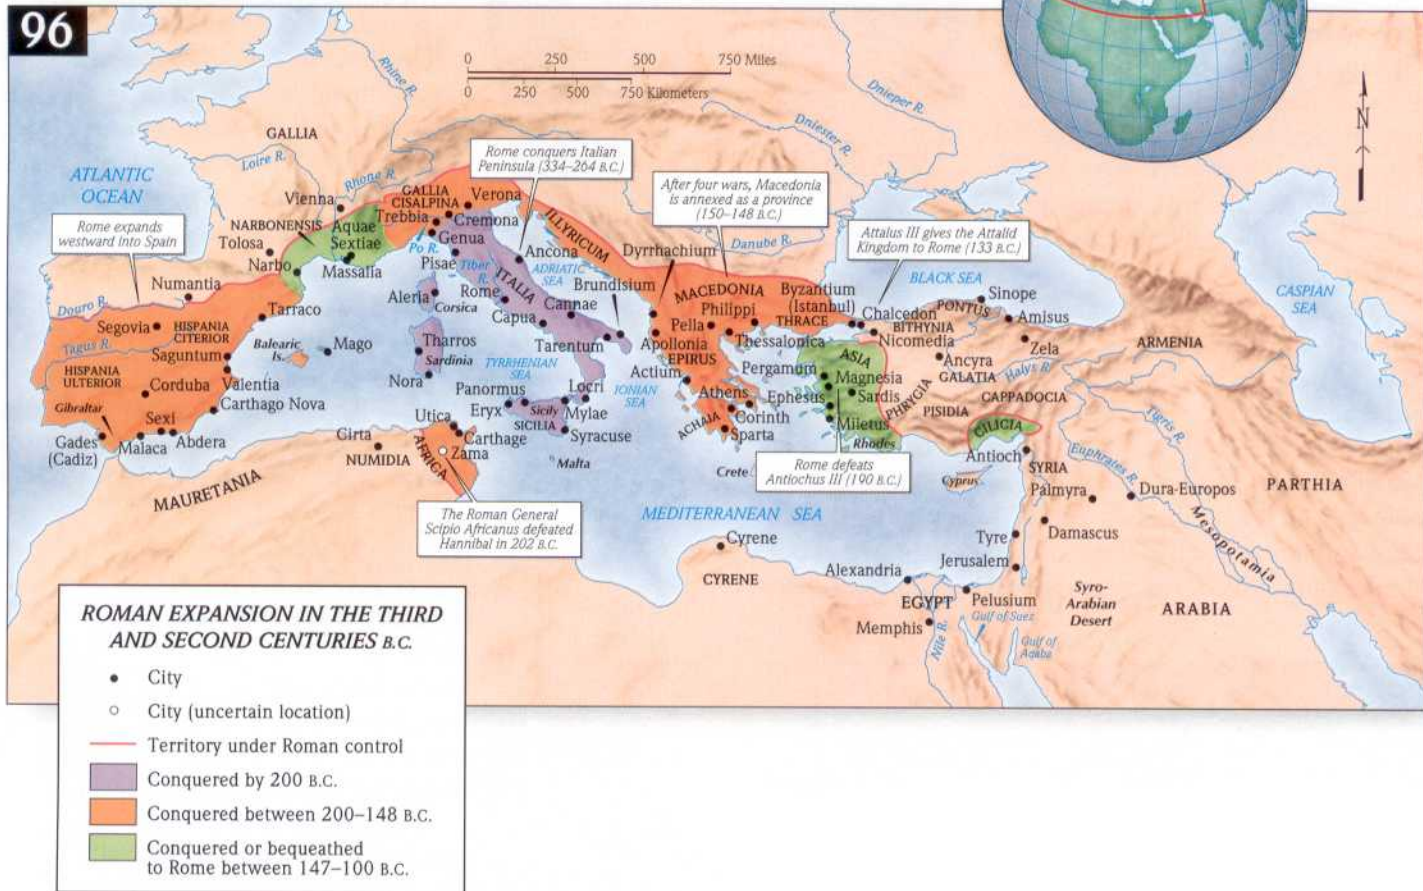 96
0 250 500 750 Miles
0 250 500 750 Kilometers
Rhine R.
Dnieper R.
Dniester R.
N
GALLIA
Loire R.
Rhone R.
ATLANTIC
OCEAN
Rome conquers Italian
Peninsula (334–264 B.C.)
After four wars, Macedonia
is annexed as a province
(150–148 B.C.)
Attalus III gives the Attalid
Kingdom to Rome (133 B.C.)
Rome expands
westward into Spain
Vienna
NARBONENSIS
Tolosa
Narbo
Aquae
Sextiae
Massalia
GALLIA
CISALPINA
Verona
Trebbia
Cremona
Genua
Po R.
Pisae
Tiber
R.
ITALIA
Ancona
ADRIATIC
SEA
ILLYRICUM
Dyrrhachium
Danube R.
BLACK SEA
CASPIAN
SEA
Numantia
Douro R.
Segovia
HISPANIA
CITERIOR
Tarraco
Tagus R.
Saguntum
Balearic
Is.
Mago
HISPANIA
ULTERIOR
Corduba
Valentia
Carthago Nova
Gibraltar
Sexi
Gades
(Cadiz)
Malaca
Abdera
Aleria
Corsica
Rome
Capua
Cannae
Brundisium
Tarentum
Tharros
Sardinia
Nora
TYRRHENIAN
SEA
Panormus
Locri
Eryx
Sicily
SICILIA
Mylae
Syracuse
IONIAN
SEA
Malta
Utica
Carthage
Zama
AFRICA
Cirta
NUMIDIA
MAURETANIA
MACEDONIA
Philippi
Pella
Thessalonica
Apollonia
EPIRUS
Actium
Athens
Corinth
ACHAIA
Sparta
Crete
Byzantium
(Istanbul)
THRACE
Chalcedon
BITHYNIA
Nicomedia
PONTUS
Sinope
Amisus
Zela
ARMENIA
Ancyra
GALATIA
Halys R.
CAPPADOCIA
Pergamum
ASIA
Magnesia
Sardis
Ephesus
Miletus
Rhodes
PHRYGIA
PISIDIA
CILICIA
Antioch
SYRIA
Cyprus
Tigris R.
Euphrates R.
Palmyra
Dura-Europos
PARTHIA
Mesopotamia
Damascus
Tyre
Jerusalem
Syro-
Arabian
Desert
ARABIA
Rome defeats
Antiochus III (190 B.C.)
The Roman General
Scipio Africanus defeated
Hannibal in 202 B.C.
MEDITERRANEAN SEA
Cyrene
CYRENE
Alexandria
EGYPT
Pelusium
Gulf of Suez
Memphis
Nile R.
Gulf of
Aqaba
ROMAN EXPANSION IN THE THIRD
AND SECOND CENTURIES B.C.
City
City (uncertain location)
Territory under Roman control
Conquered by 200 B.C.
Conquered between 200–148 B.C.
Conquered or bequeathed
to Rome between 147–100 B.C.